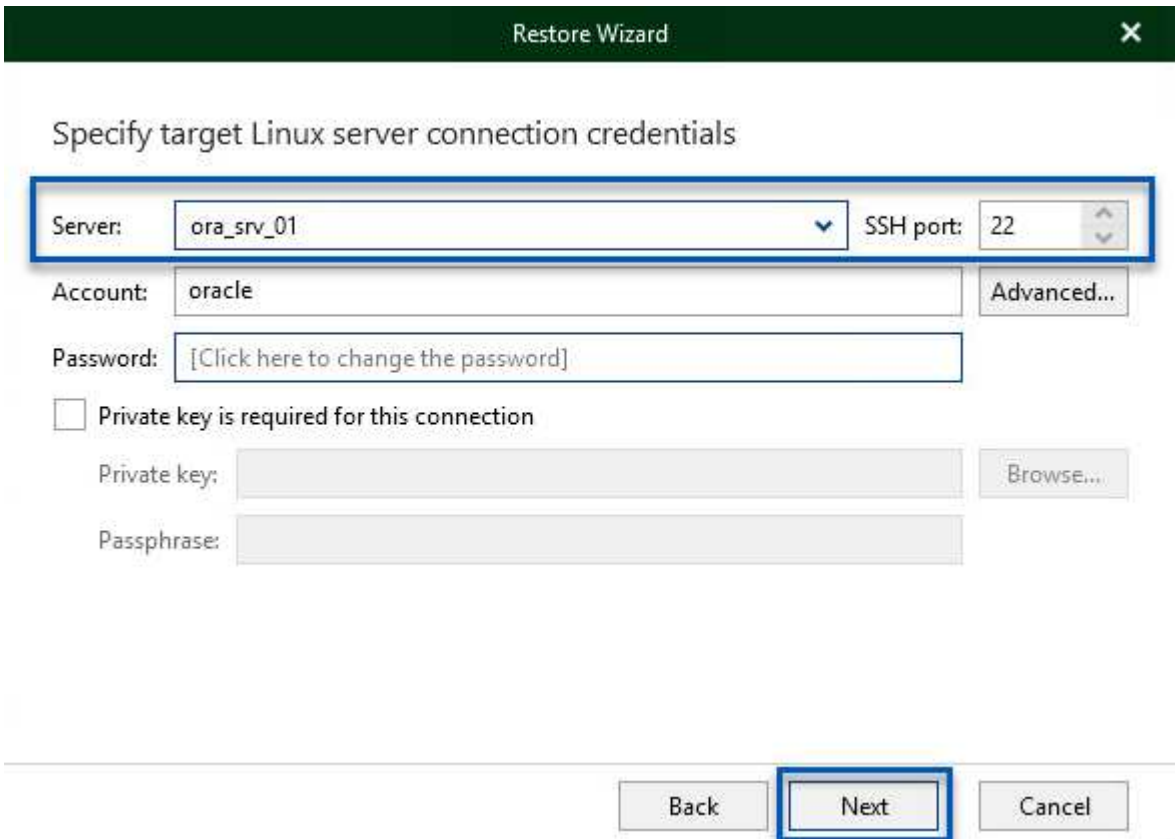 Restore Wizard
Specify target Linux server connection credentials
Server: ora_srv_01 SSH port: 22
Account: oracle Advanced...
Password: [Click here to change the password]
Private key is required for this connection
Private key: Browse...
Passphrase:
Back Next Cancel